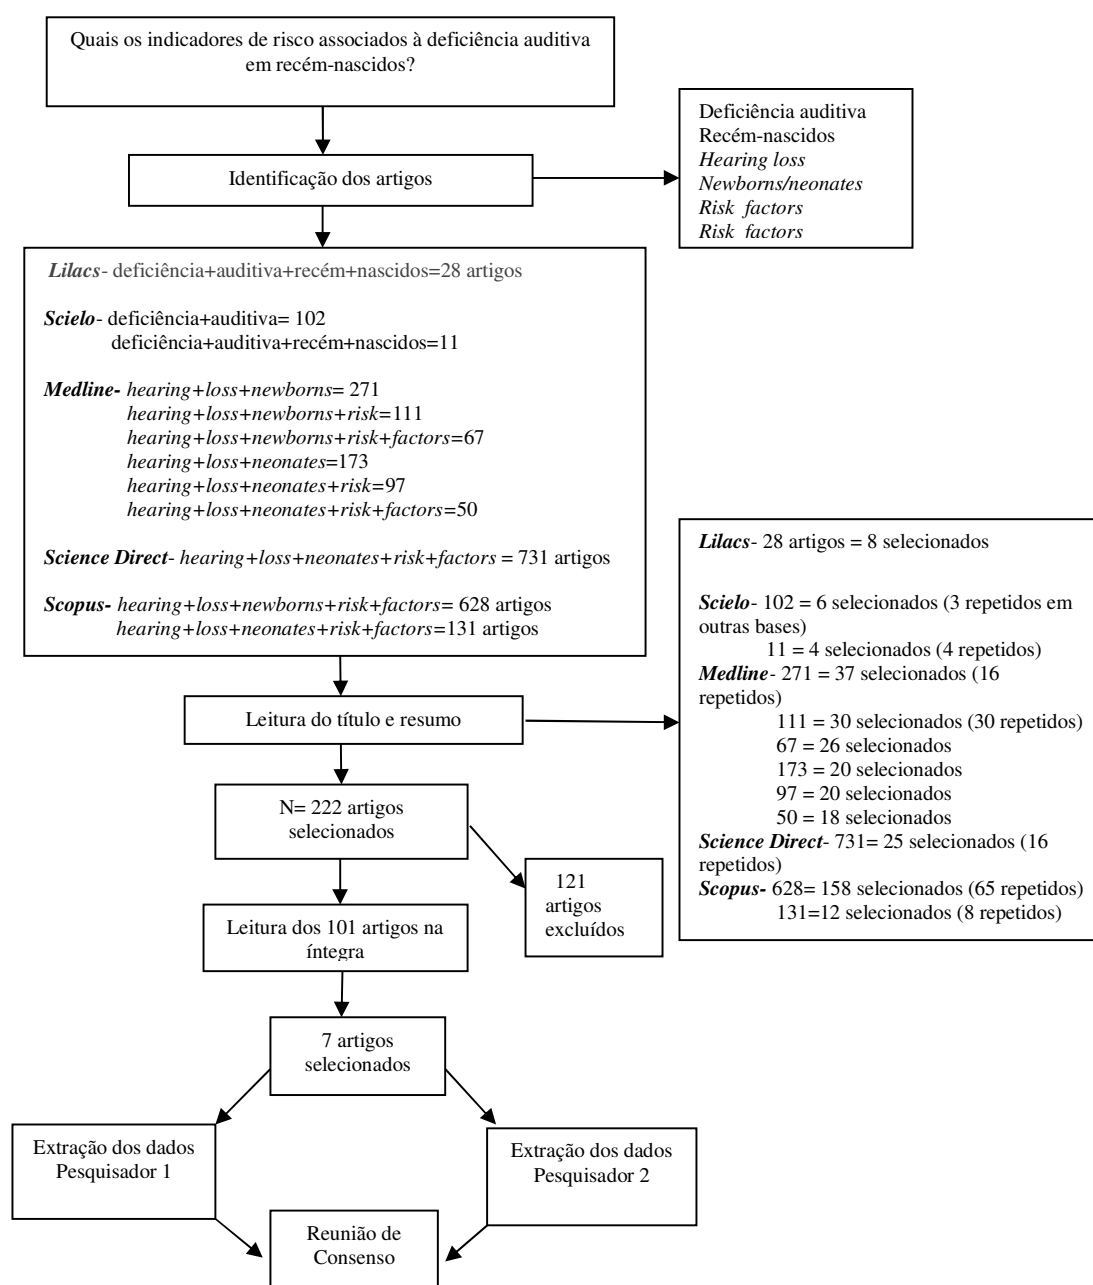 Quais os indicadores de risco associados à deficiência auditiva
em recém-nascidos?
Deficiência auditiva
Recém-nascidos
Hearing loss
Newborns/neonates
Risk factors
Risk factors
Identificação dos artigos
Lilacs- deficiência+auditiva+recém+nascidos=28 artigos
Scielo- deficiência+auditiva= 102
deficiência+auditiva+recém+nascidos=11
Medline- hearing+loss+newborns= 271
hearing+loss+newborns+risk=111
hearing+loss+newborns+risk+factors=67
hearing+loss+neonates=173
hearing+loss+neonates+risk=97
hearing+loss+neonates+risk+factors=50
Science Direct- hearing+loss+neonates+risk+factors = 731 artigos
Scopus- hearing+loss+newborns+risk+factors= 628 artigos
hearing+loss+neonates+risk+factors=131 artigos
Lilacs- 28 artigos = 8 selecionados
Scielo- 102 = 6 selecionados (3 repetidos em
outras bases)
11 = 4 selecionados (4 repetidos)
Medline- 271 = 37 selecionados (16
repetidos)
111 = 30 selecionados (30 repetidos)
67 = 26 selecionados
173 = 20 selecionados
97 = 20 selecionados
50 = 18 selecionados
Science Direct- 731= 25 selecionados (16
repetidos)
Scopus- 628= 158 selecionados (65 repetidos)
131=12 selecionados (8 repetidos)
Leitura do título e resumo
N= 222 artigos
selecionados
121
artigos
excluídos
Leitura dos 101 artigos na
íntegra
7 artigos
selecionados
Extração dos dados
Pesquisador 1
Extração dos dados
Pesquisador 2
Reunião de
Consenso